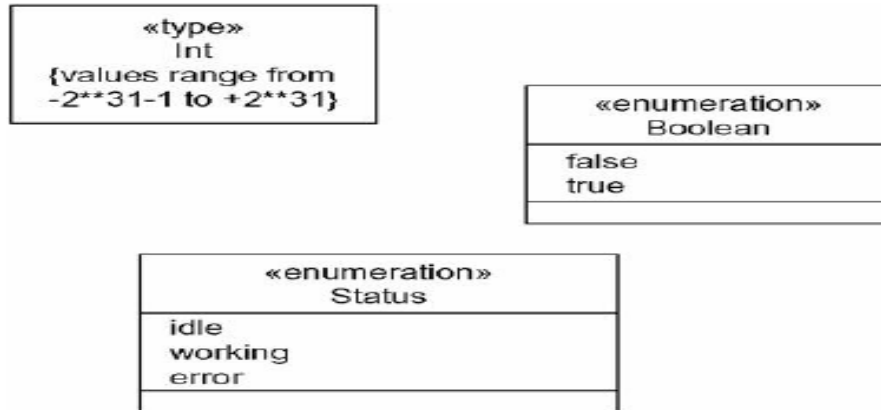 «type»
Int
{values range from
-2**31-1 to +2**31}
«enumeration»
Boolean
false
true
«enumeration»
Status
idle
working
error